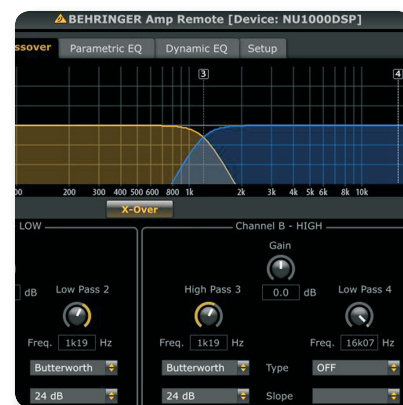 BEHRINGER Amp Remote [Device: NU1000DSP]
ssover Parametric EQ Dynamic EQ Setup
3 4
00 200 300 400 500 600 800 1k 2k 3k 4k 5k 6k 8k 10k
X-Over
LOW Channel B - HIGH
Gain
dB Low Pass 2 High Pass 3 0.0 dB Low Pass 4
Freq. 1k19 Hz Freq. 1k19 Hz Freq. 16k07 Hz
Butterworth Butterworth Type OFF
24 dB 24 dB Slope